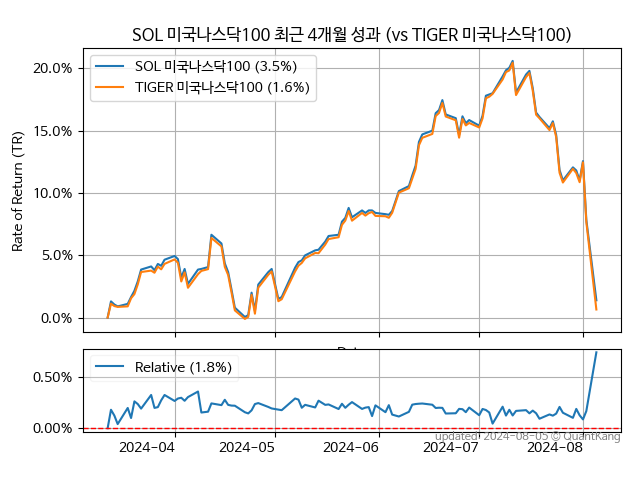 SOL 미국나스닥100 최근 4개월 성과 (vs TIGER 미국나스닥100)
SOL 미국나스닥100 (3.5%)
TIGER 미국나스닥100 (1.6%)
Rate of Return (TR)
20.0%
15.0%
10.0%
5.0%
0.0%
Relative (1.8%)
0.50%
0.00%
updated: 2024-08-05 © QuantKang
2024-04
2024-05
2024-06
2024-07
2024-08